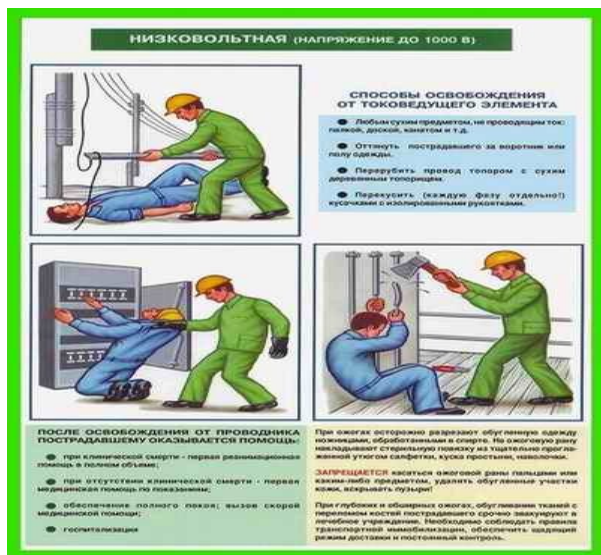 НИЗКОВОЛЬТНАЯ (НАПРЯЖЕНИЕ ДО 1000 В)
СПОСОБЫ ОСВОБОЖДЕНИЯ
ОТ ТОКОВЕДУЩЕГО ЭЛЕМЕНТА
● Любым сухим предметом, не проводящим ток:
палкой, доской, канатом и т.д.
● Оттянуть пострадавшего за воротник или
полу одежды.
● Перерубить провод топором с сухим
деревянным топорищем.
● Перекусить (каждую фазу отдельно!)
кусачками с изолированными рукоятками.
ПОСЛЕ ОСВОБОЖДЕНИЯ ОТ ПРОВОДНИКА
ПОСТРАДАВШЕМУ ОКАЗЫВАЕТСЯ ПОМОЩЬ:
● при клинической смерти - первая реанимационная
помощь в полном объеме;
● при отсутствии клинической смерти - первая
медицинская помощь по показаниям;
● обеспечение полного покоя; вызов скорой
медицинской помощи;
● госпитализация
При ожогах осторожно разрезают обугленную одежду
ножницами, обработанными в спирте. На ожоговую рану
накладывают стерильную повязку из тщательно прогла-
женной утюгом салфетки, куска простыни, наволочки.
ЗАПРЕЩАЕТСЯ касаться ожоговой раны пальцами или
каким-либо предметом, удалять обугленные участки
кожи, вскрывать пузыри!
При глубоких и обширных ожогах, обугливании тканей с
переломом костей пострадавшего срочно эвакуируют в
лечебное учреждение. Необходимо соблюдать правила
транспортной иммобилизации, обеспечить щадящий
режим доставки и постоянный контроль.